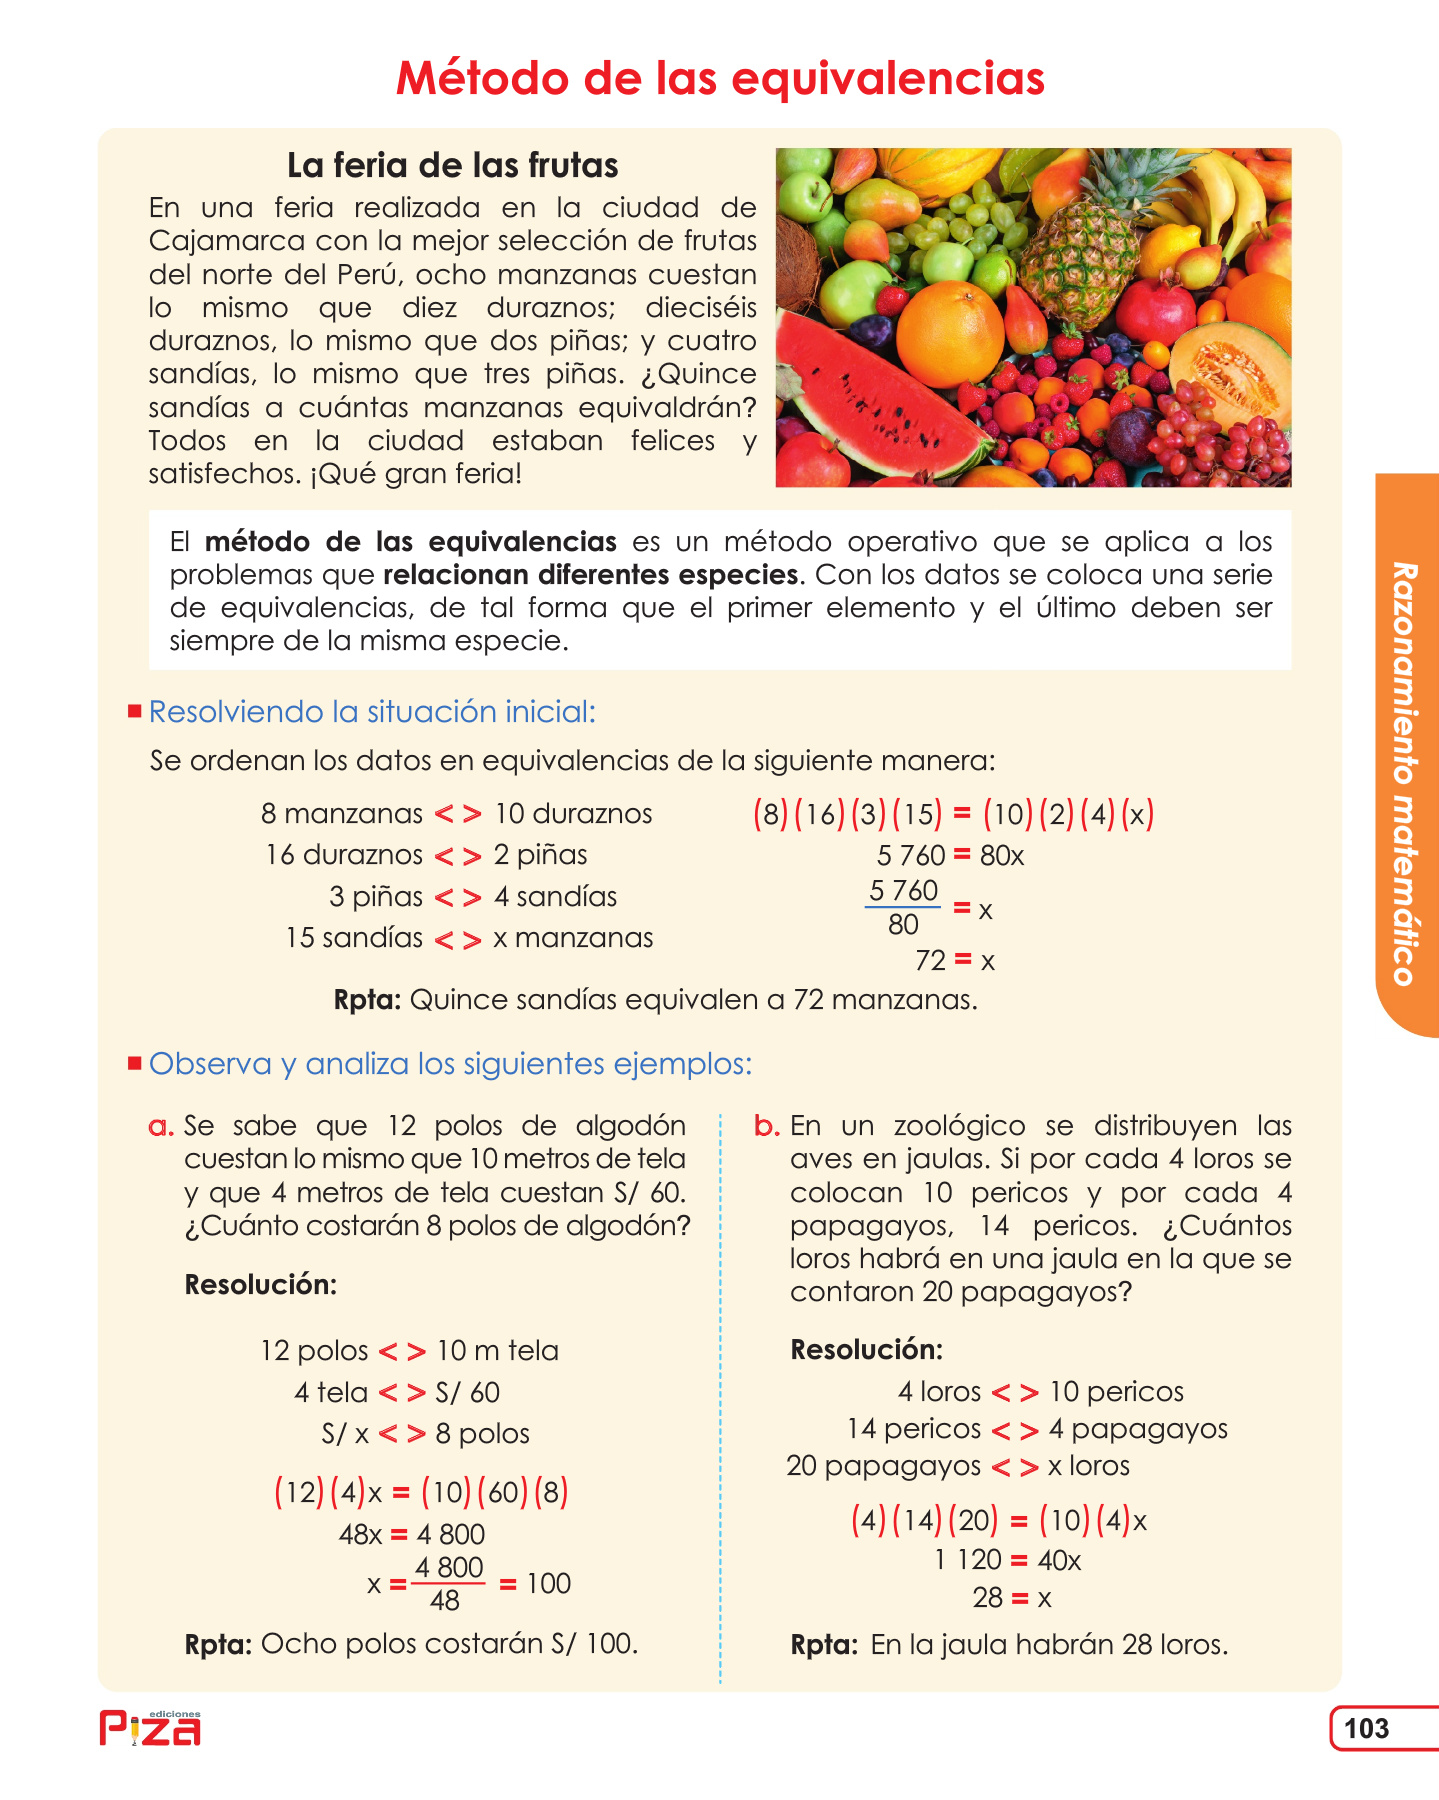 Método de las equivalencias
La feria de las frutas
En una feria realizada en la ciudad de
Cajamarca con la mejor selección de frutas
del norte del Perú, ocho manzanas cuestan
lo mismo que diez duraznos; dieciséis
duraznos, lo mismo que dos piñas; y cuatro
sandías, lo mismo que tres piñas. ¿Quince
sandías a cuántas manzanas equivaldrán?
Todos en la ciudad estaban felices y
satisfechos. ¡Qué gran feria!
El método de las equivalencias es un método operativo que se aplica a los
problemas que relacionan diferentes especies. Con los datos se coloca una serie
de equivalencias, de tal forma que el primer elemento y el último deben ser
siempre de la misma especie.
Resolviendo la situación inicial:
Se ordenan los datos en equivalencias de la siguiente manera:
8 manzanas < > 10 duraznos
16 duraznos < > 2 piñas
3 piñas < > 4 sandías
15 sandías < > x manzanas
(8)(16)(3)(15) = (10)(2)(4)(x)
5 760 = 80x
5 760
80
= x
72 = x
Rpta: Quince sandías equivalen a 72 manzanas.
Observa y analiza los siguientes ejemplos:
a. Se sabe que 12 polos de algodón
cuestan lo mismo que 10 metros de tela
y que 4 metros de tela cuestan S/ 60.
¿Cuánto costarán 8 polos de algodón?
Resolución:
12 polos < > 10 m tela
4 tela < > S/ 60
S/ x < > 8 polos
(12)(4)x = (10)(60)(8)
48x = 4 800
x = 4 800 = 100
48
Rpta: Ocho polos costarán S/ 100.
b. En un zoológico se distribuyen las
aves en jaulas. Si por cada 4 loros se
colocan 10 pericos y por cada 4
papagayos, 14 pericos. ¿Cuántos
loros habrá en una jaula en la que se
contaron 20 papagayos?
Resolución:
4 loros < > 10 pericos
14 pericos < > 4 papagayos
20 papagayos < > x loros
(4)(14)(20) = (10)(4)x
1 120 = 40x
28 = x
Rpta: En la jaula habrán 28 loros.
Razonamiento matemático
ediciones
Piza
103